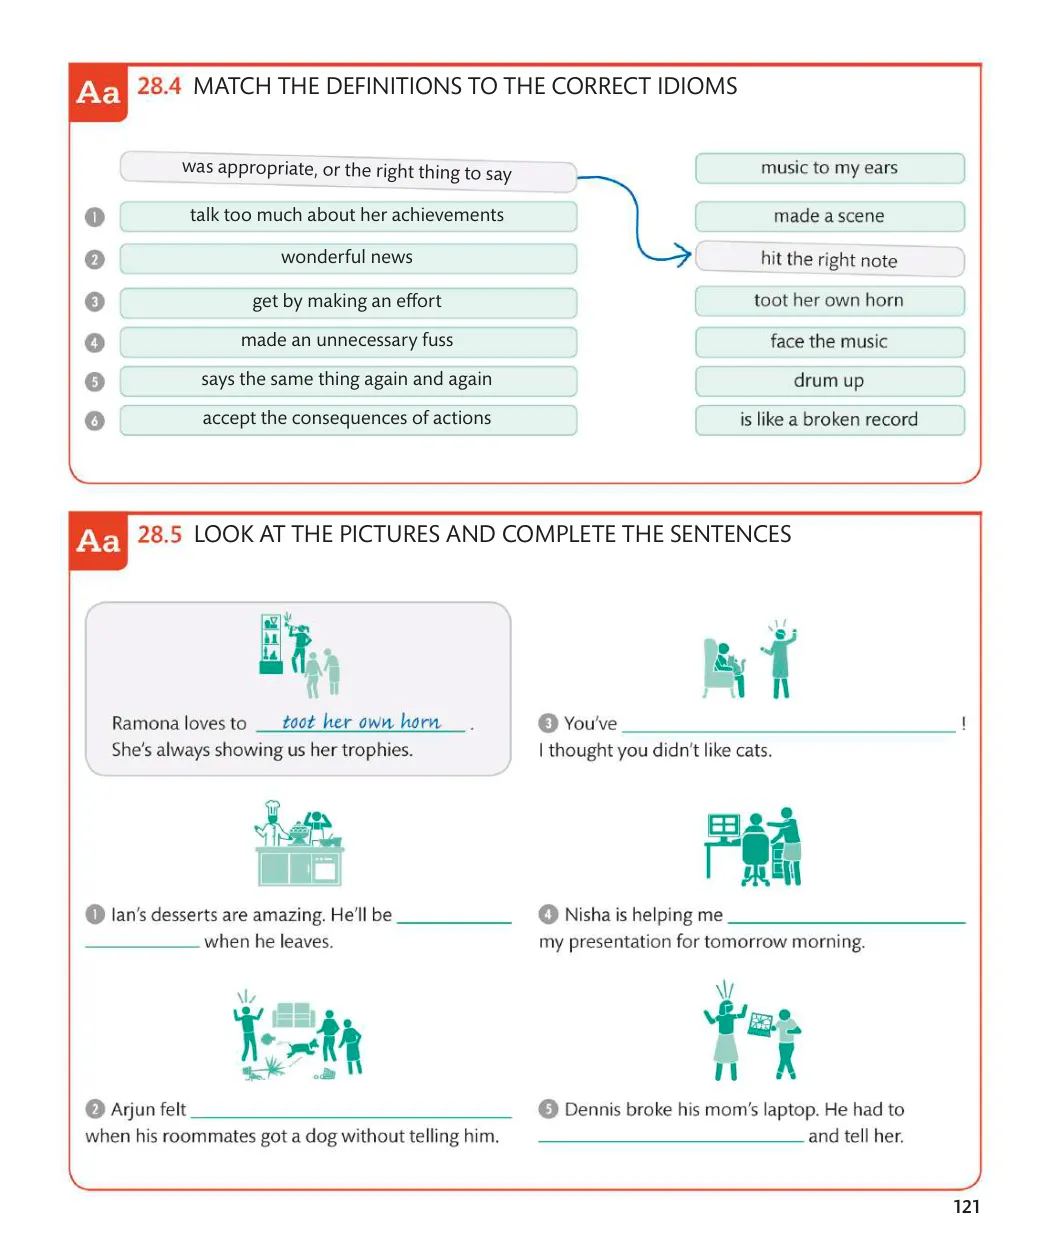 Aa 28.4 MATCH THE DEFINITIONS TO THE CORRECT IDIOMS
was appropriate, or the right thing to say
music to my ears
1 talk too much about her achievements
made a scene
2 wonderful news
hit the right note
3 get by making an effort
toot her own horn
4 made an unnecessary fuss
face the music
5 says the same thing again and again
drum up
6 accept the consequences of actions
is like a broken record
Aa 28.5 LOOK AT THE PICTURES AND COMPLETE THE SENTENCES
Ramona loves to toot her own horn .
She's always showing us her trophies.
3 You've ____ !
I thought you didn't like cats.
1 Ian's desserts are amazing. He'll be ____
____ when he leaves.
4 Nisha is helping me ____
my presentation for tomorrow morning.
2 Arjun felt ____
when his roommates got a dog without telling him.
5 Dennis broke his mom's laptop. He had to
____ and tell her.
121